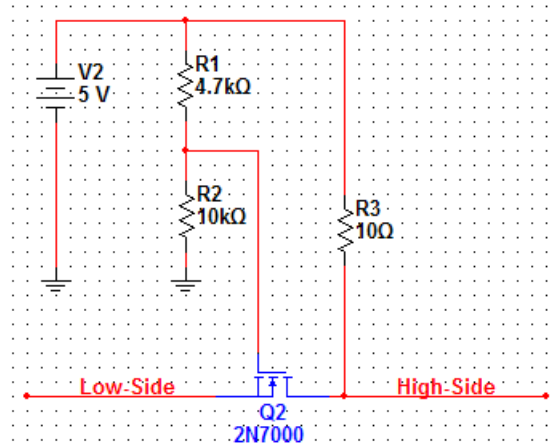 V2
5 V
R1
4.7kΩ
R2
10kΩ
R3
10Ω
Low-Side
High-Side
Q2
2N7000